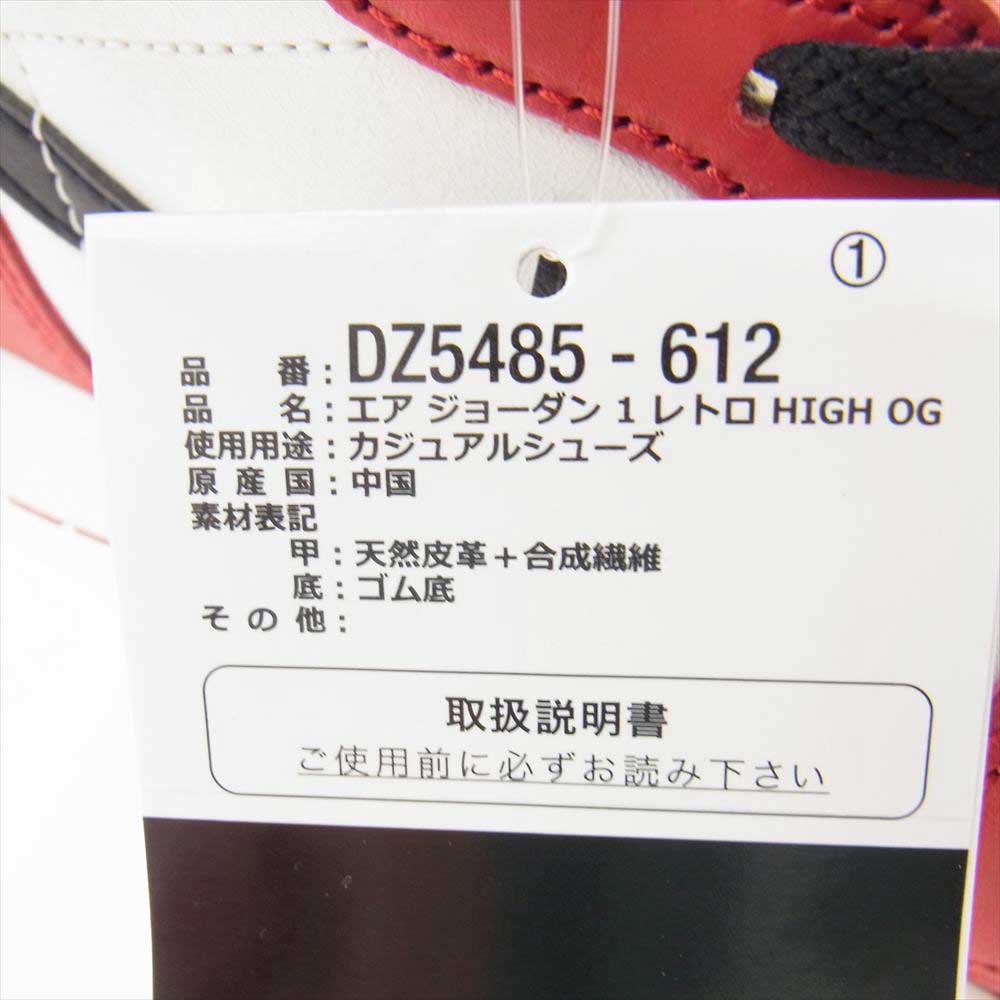 ①
品番：DZ5485 - 612
品名：エア ジョーダン 1 レトロ HIGH OG
使用用途：カジュアルシューズ
原産国：中国
素材表記
甲：天然皮革＋合成繊維
底：ゴム底
その他：
取扱説明書
ご使用前に必ずお読み下さい